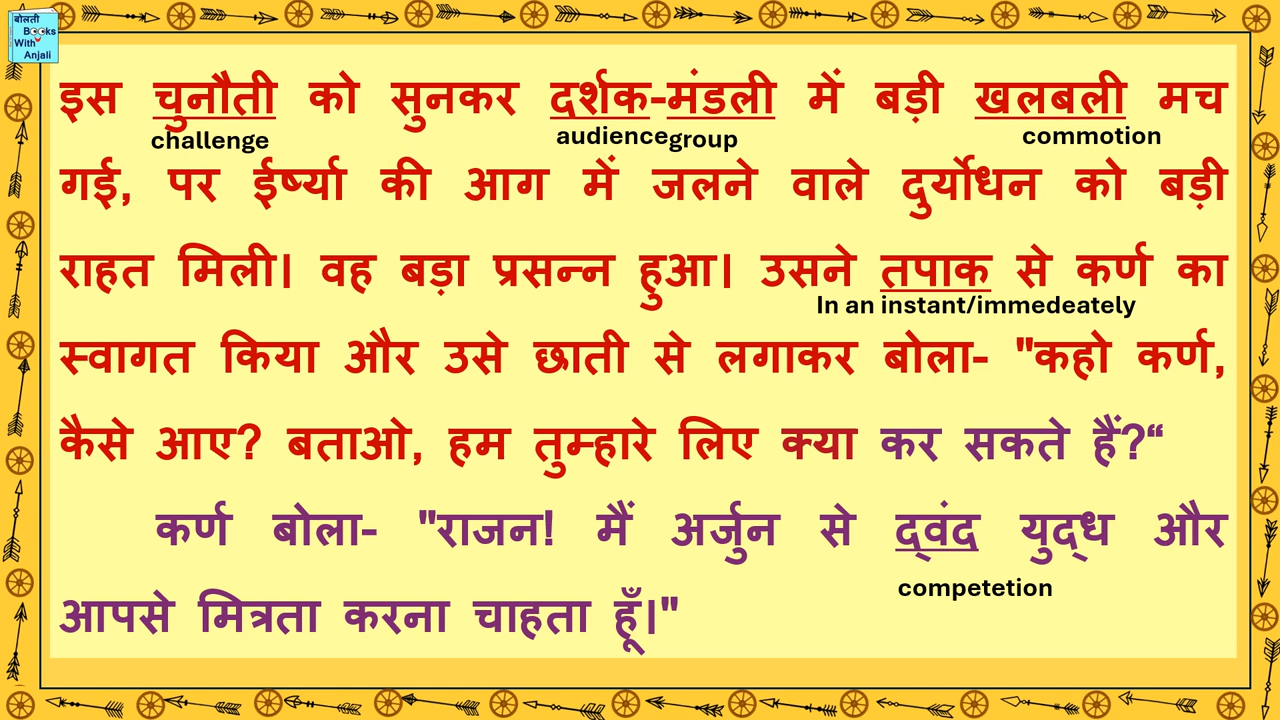 बोलती
Books
With
Anjali
इस चुनौती को सुनकर दर्शक-मंडली में बड़ी खलबली मच
challenge audience group commotion
गई, पर ईर्ष्या की आग में जलने वाले दुर्योधन को बड़ी
राहत मिली। वह बड़ा प्रसन्न हुआ। उसने तपाक से कर्ण का
In an instant/immedeately
स्वागत किया और उसे छाती से लगाकर बोला- "कहो कर्ण,
कैसे आए? बताओ, हम तुम्हारे लिए क्या कर सकते हैं?“
कर्ण बोला- "राजन! मैं अर्जुन से द्वंद युद्ध और
competetion
आपसे मित्रता करना चाहता हूँ।"